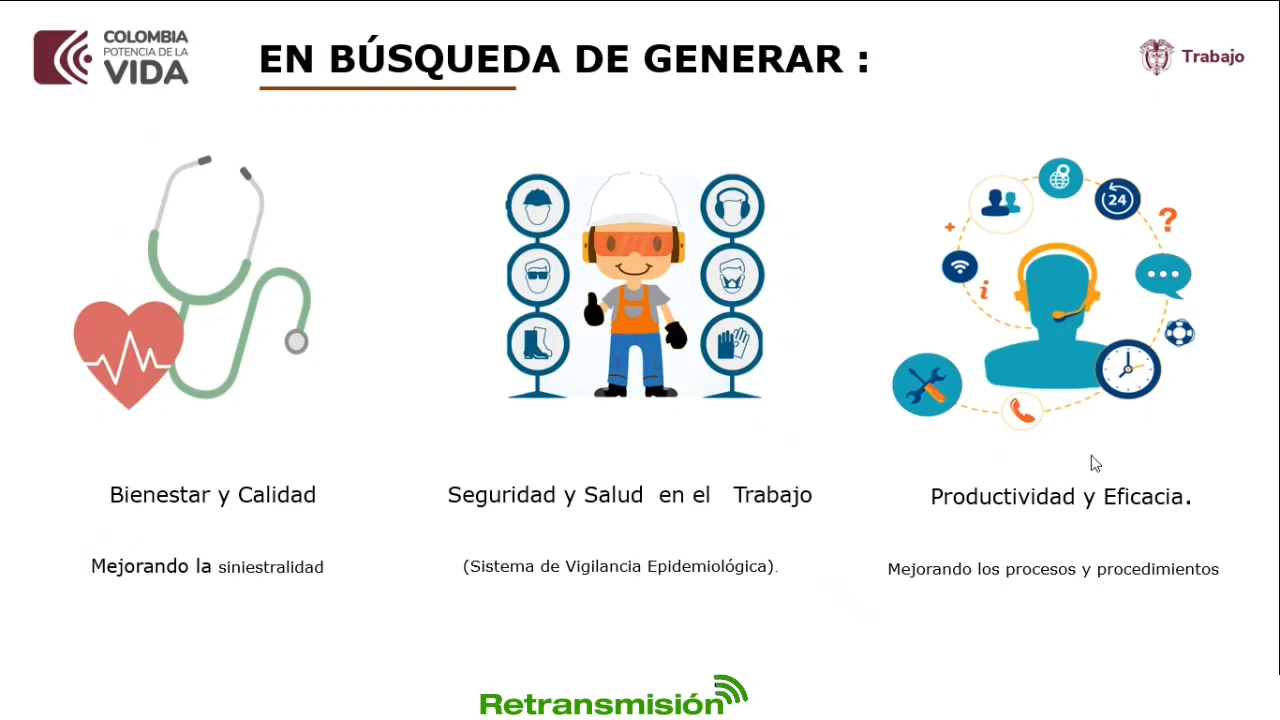 COLOMBIA
POTENCIA DE LA
VIDA
EN BÚSQUEDA DE GENERAR :
Trabajo
24
?
+
i
Bienestar y Calidad
Seguridad y Salud en el Trabajo
Productividad y Eficacia.
Mejorando la siniestralidad
(Sistema de Vigilancia Epidemiológica).
Mejorando los procesos y procedimientos
Retransmisión